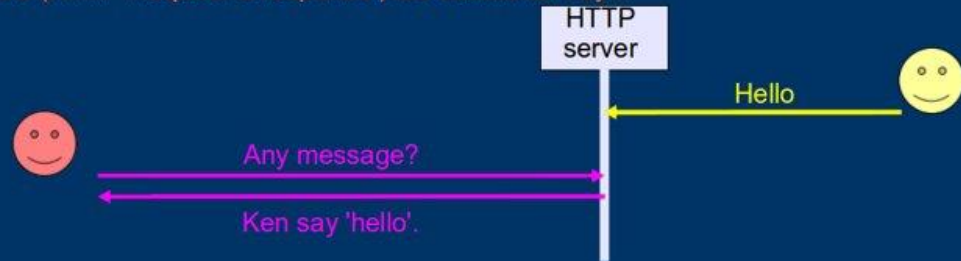 HTTP
server
Hello
Any message?
Ken say 'hello'.